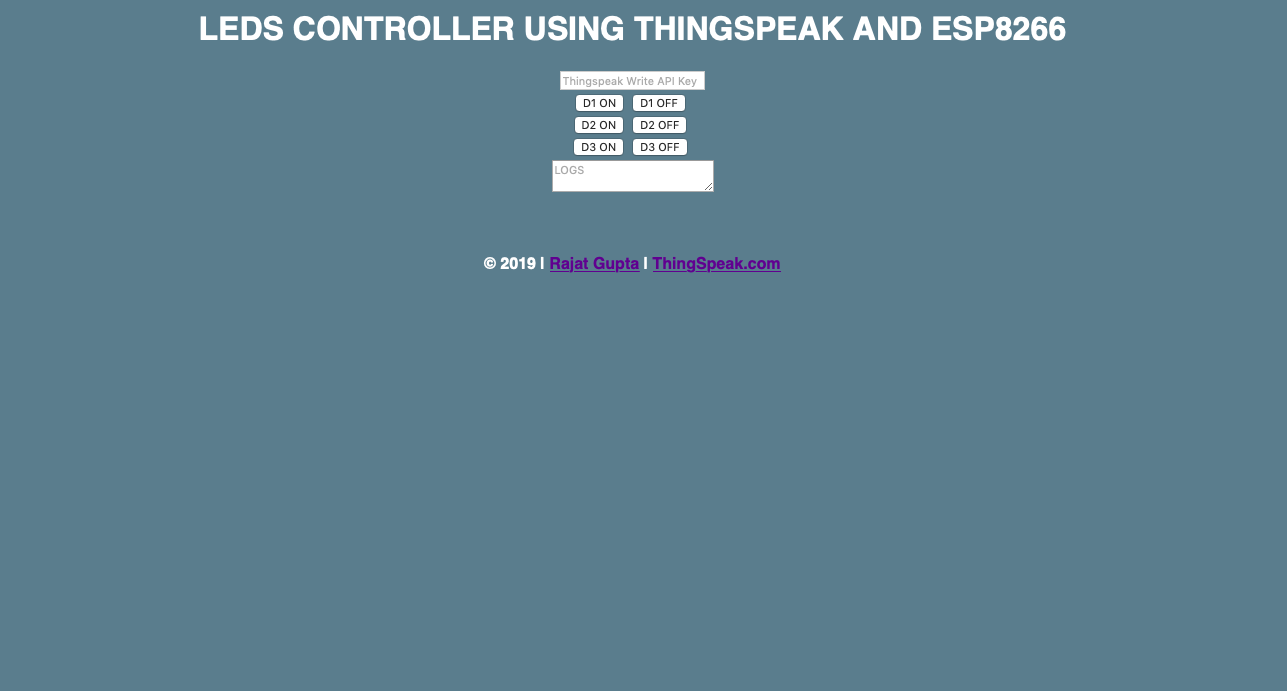 LEDS CONTROLLER USING THINGSPEAK AND ESP8266
Thingspeak Write API Key
D1 ON D1 OFF
D2 ON D2 OFF
D3 ON D3 OFF
LOGS
© 2019 | Rajat Gupta | ThingSpeak.com